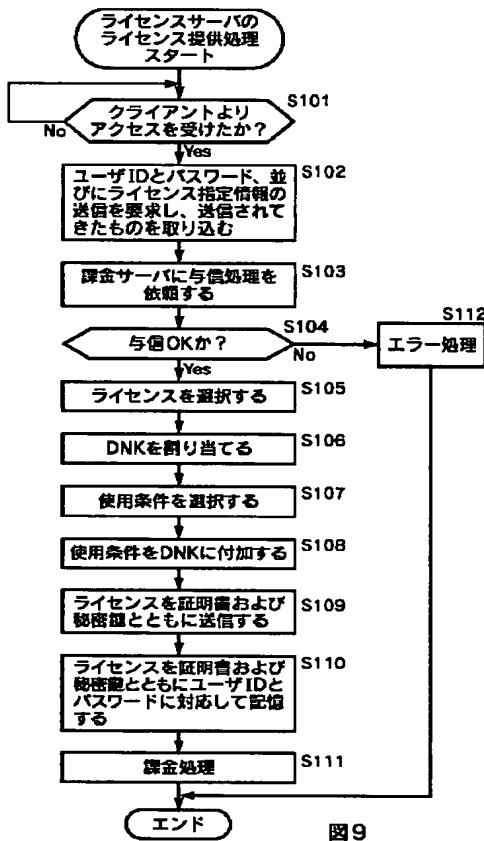 ライセンスサーバの
ライセンス提供処理
スタート
S101
クライアントより
アクセスを受けたか?
No
Yes
S102
ユーザIDとパスワード、並
びにライセンス指定情報の
送信を要求し、送信されて
きたものを取り込む
S103
課金サーバに与信処理を
依頼する
S104
与信OKか?
No
Yes
S112
エラー処理
S105
ライセンスを選択する
S106
DNKを割り当てる
S107
使用条件を選択する
S108
使用条件をDNKに付加する
S109
ライセンスを証明書および
秘密鍵とともに送信する
S110
ライセンスを証明書および
秘密鍵とともにユーザIDと
パスワードに対応して記憶
する
S111
課金処理
エンド
図9